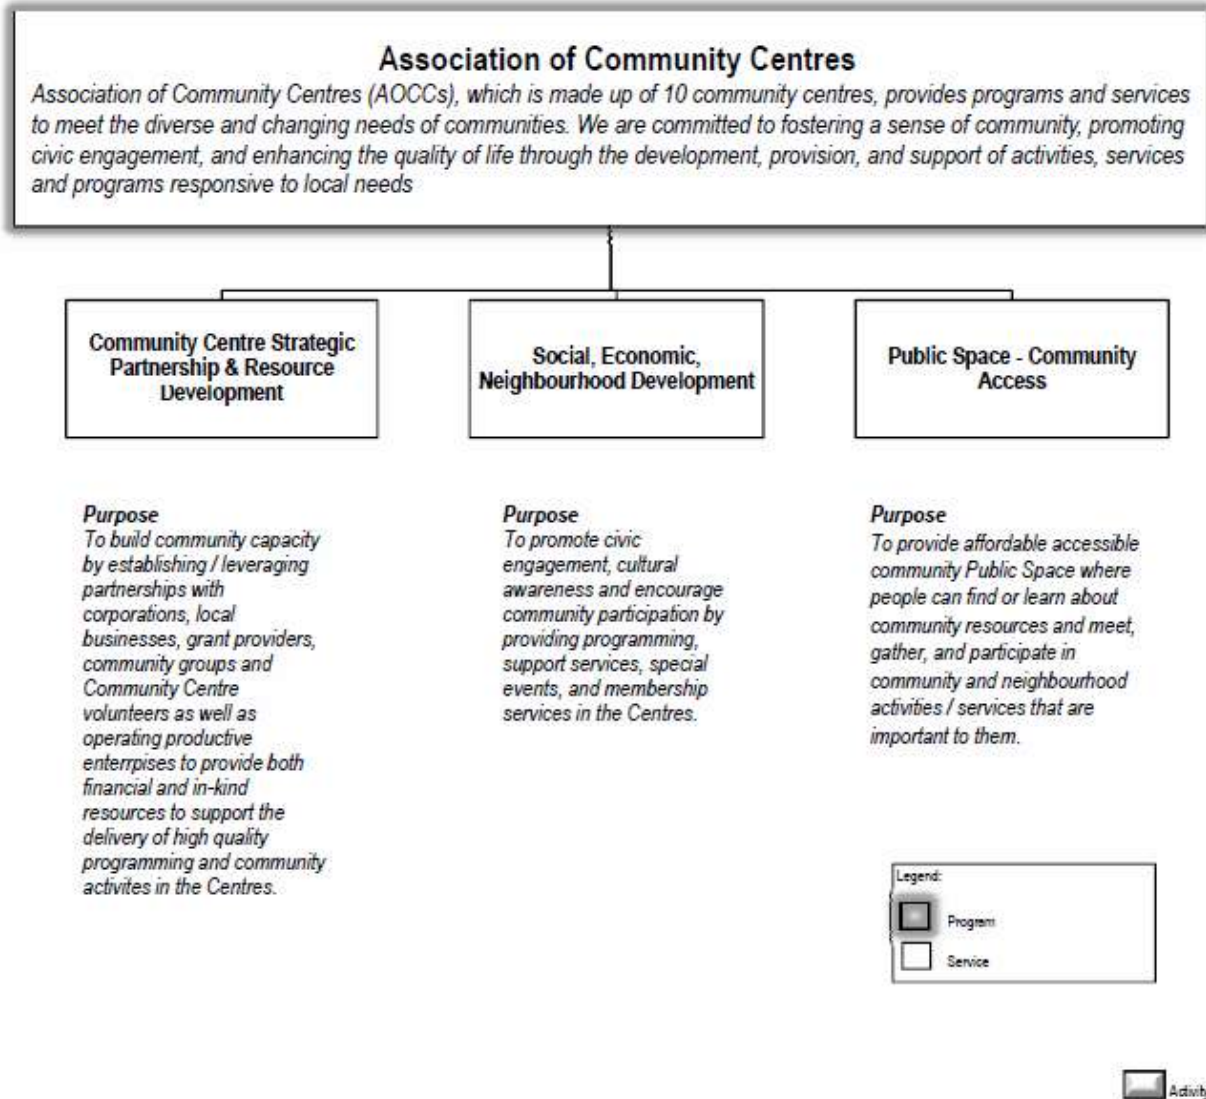 Association of Community Centres
Association of Community Centres (AOCCs), which is made up of 10 community centres, provides programs and services
to meet the diverse and changing needs of communities. We are committed to fostering a sense of community, promoting
civic engagement, and enhancing the quality of life through the development, provision, and support of activities, services
and programs responsive to local needs
Community Centre Strategic
Partnership & Resource
Development
Social, Economic,
Neighbourhood Development
Public Space - Community
Access
Purpose
To build community capacity
by establishing / leveraging
partnerships with
corporations, local
businesses, grant providers,
community groups and
Community Centre
volunteers as well as
operating productive
enterrpises to provide both
financial and in-kind
resources to support the
delivery of high quality
programming and community
activites in the Centres.
Purpose
To promote civic
engagement, cultural
awareness and encourage
community participation by
providing programming,
support services, special
events, and membership
services in the Centres.
Purpose
To provide affordable accessible
community Public Space where
people can find or learn about
community resources and meet,
gather, and participate in
community and neighbourhood
activities / services that are
important to them.
Legend:
Program
Service
Activity